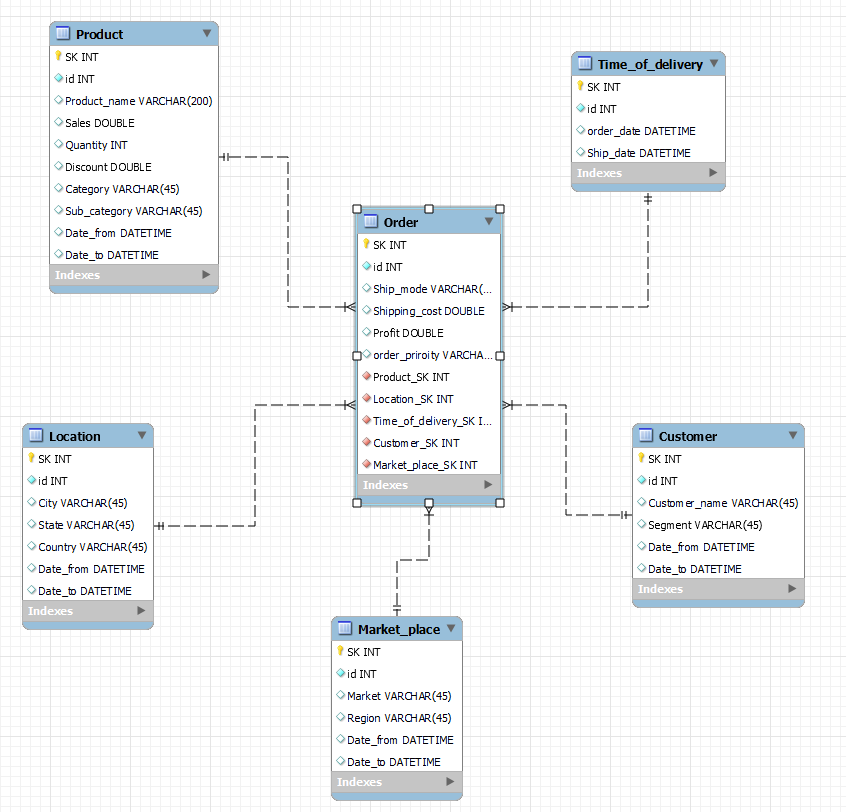 Product
SK INT
id INT
Product_name VARCHAR(200)
Sales DOUBLE
Quantity INT
Discount DOUBLE
Category VARCHAR(45)
Sub_category VARCHAR(45)
Date_from DATETIME
Date_to DATETIME
Indexes
Time_of_delivery
SK INT
id INT
order_date DATETIME
Ship_date DATETIME
Indexes
Order
SK INT
id INT
Ship_mode VARCHAR(...
Shipping_cost DOUBLE
Profit DOUBLE
order_priroity VARCHA...
Product_SK INT
Location_SK INT
Time_of_delivery_SK I...
Customer_SK INT
Market_place_SK INT
Indexes
Location
SK INT
id INT
City VARCHAR(45)
State VARCHAR(45)
Country VARCHAR(45)
Date_from DATETIME
Date_to DATETIME
Indexes
Customer
SK INT
id INT
Customer_name VARCHAR(45)
Segment VARCHAR(45)
Date_from DATETIME
Date_to DATETIME
Indexes
Market_place
SK INT
id INT
Market VARCHAR(45)
Region VARCHAR(45)
Date_from DATETIME
Date_to DATETIME
Indexes